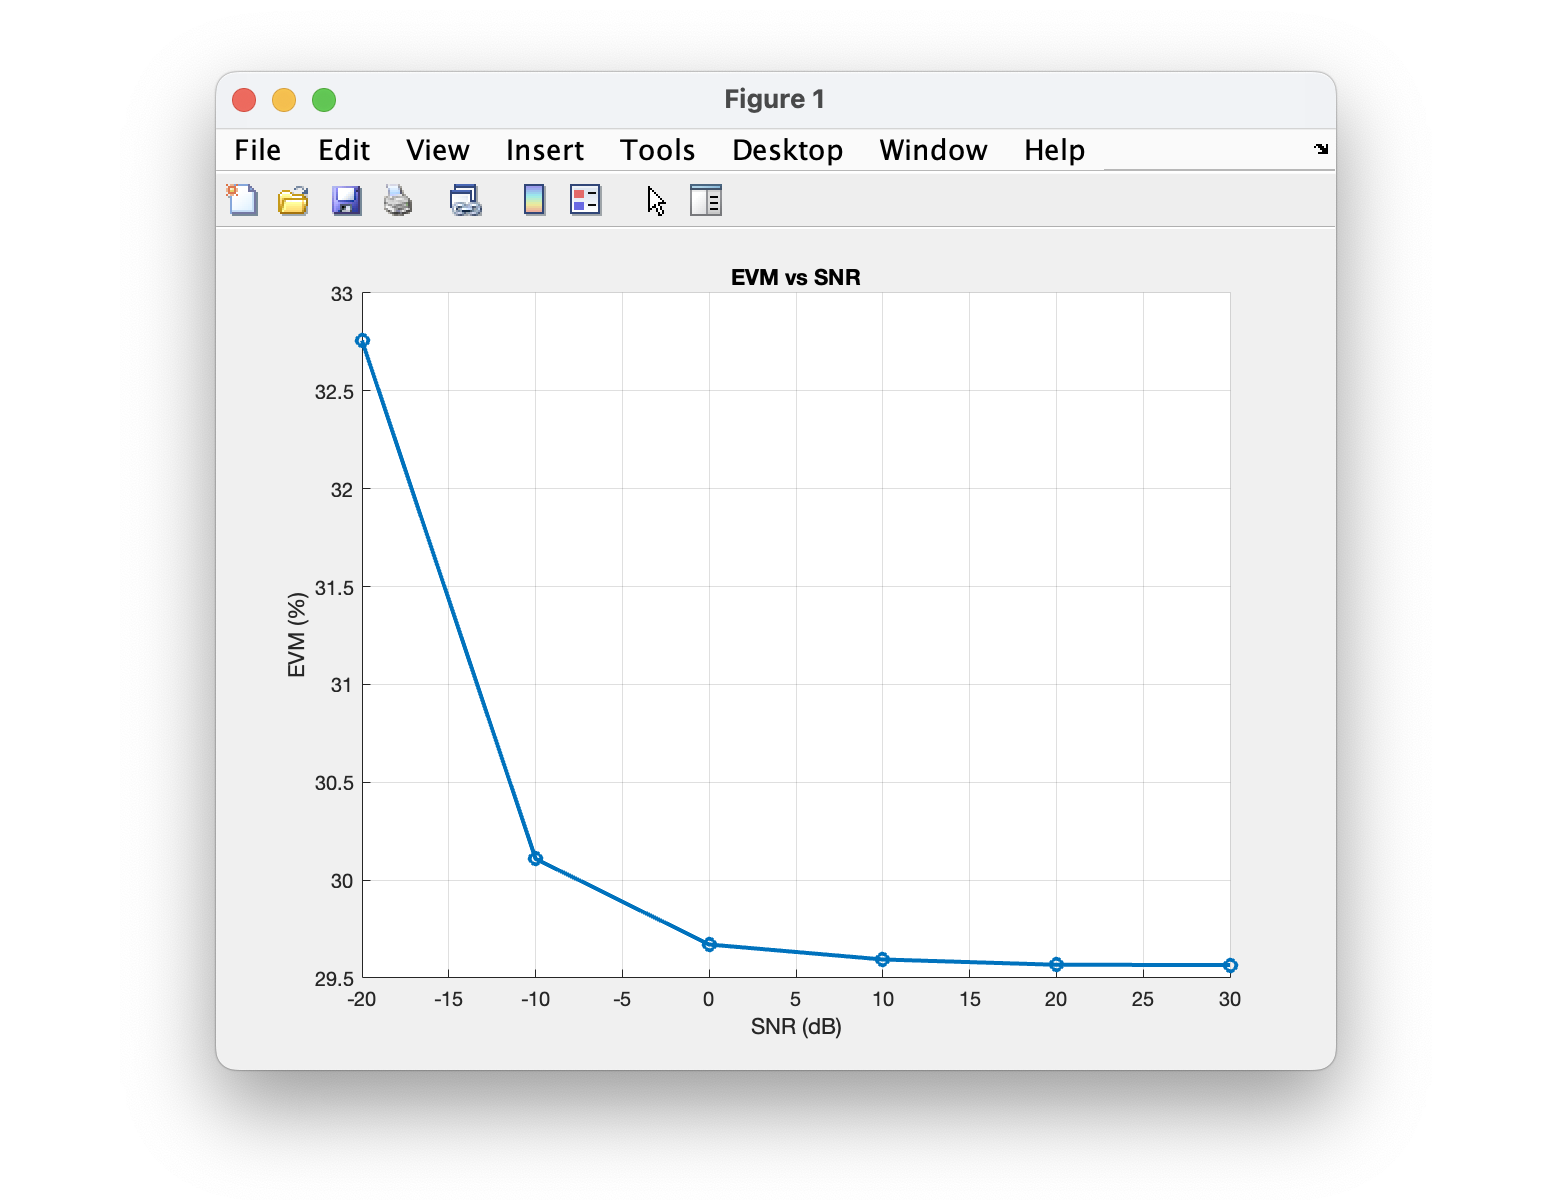 Figure 1
File Edit View Insert Tools Desktop Window Help
EVM vs SNR
33
32.5
32
31.5
31
30.5
30
29.5
EVM (%)
-20 -15 -10 -5 0 5 10 15 20 25 30
SNR (dB)